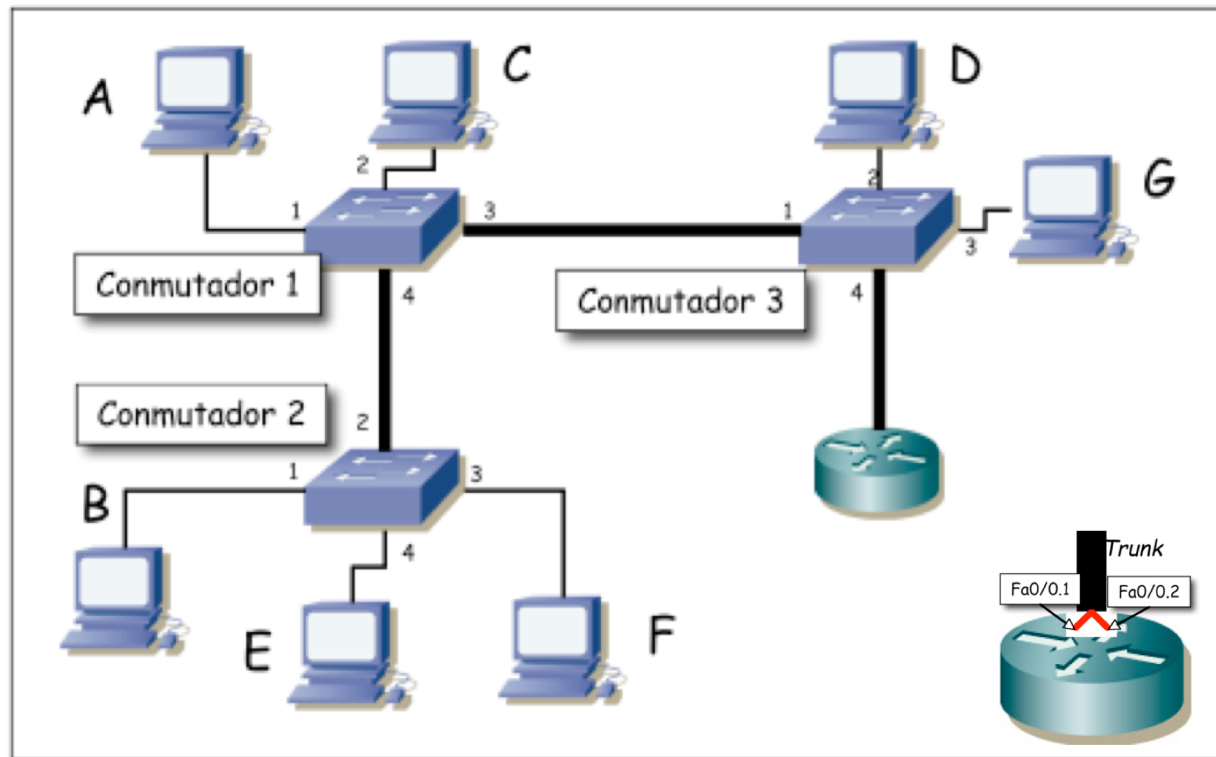 A
C
D
G
2
2
1
3
1
3
Conmutador 1
4
Conmutador 3
4
Conmutador 2
2
1
3
B
4
E
F
Trunk
Fa0/0.1
Fa0/0.2